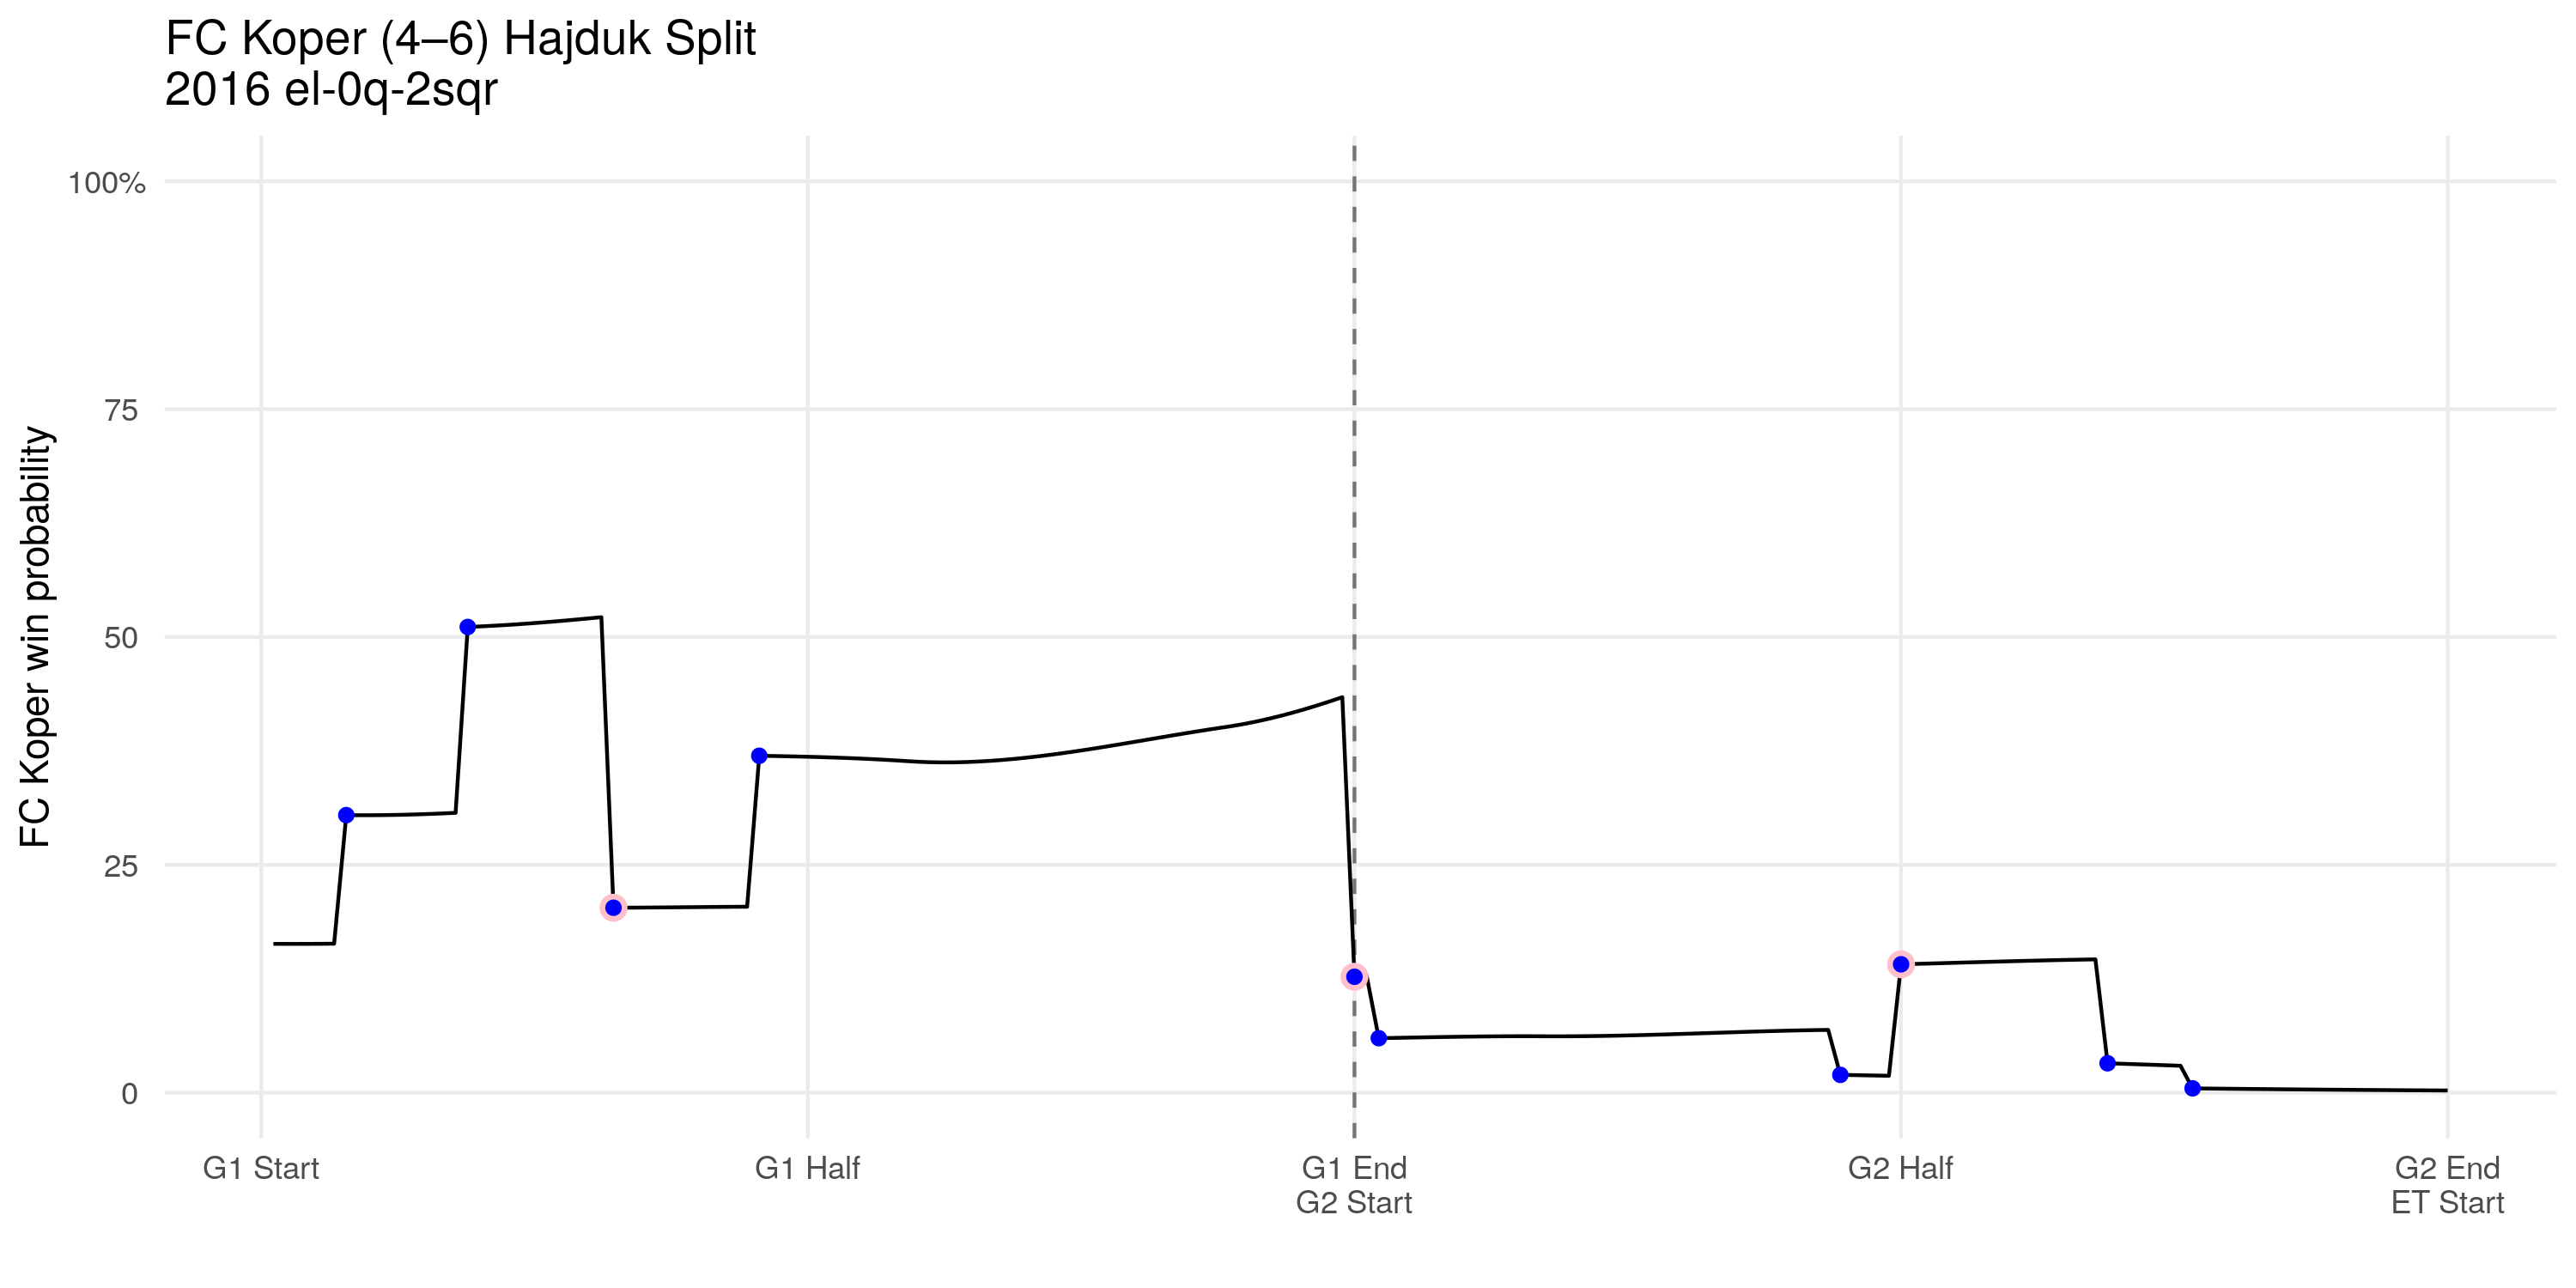 FC Koper (4–6) Hajduk Split
2016 el-0q-2sqr
FC Koper win probability
100%
75
50
25
0
G1 Start
G1 Half
G1 End
G2 Start
G2 Half
G2 End
ET Start